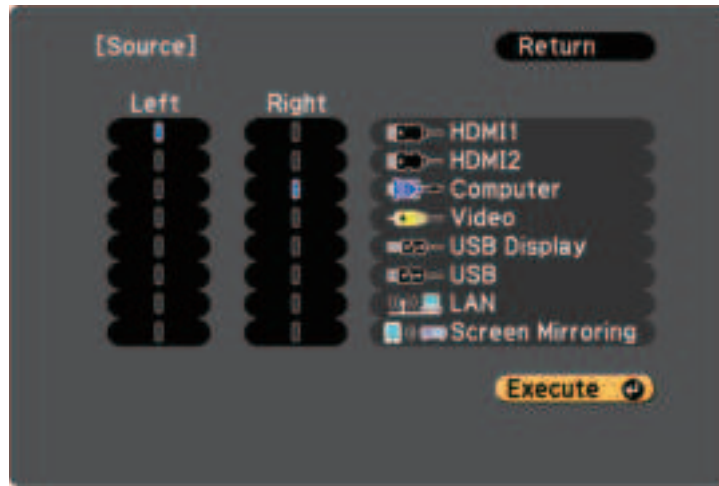 [Source]
Return
Left Right
HDMI1
HDMI2
Computer
Video
USB Display
USB
LAN
Screen Mirroring
Execute